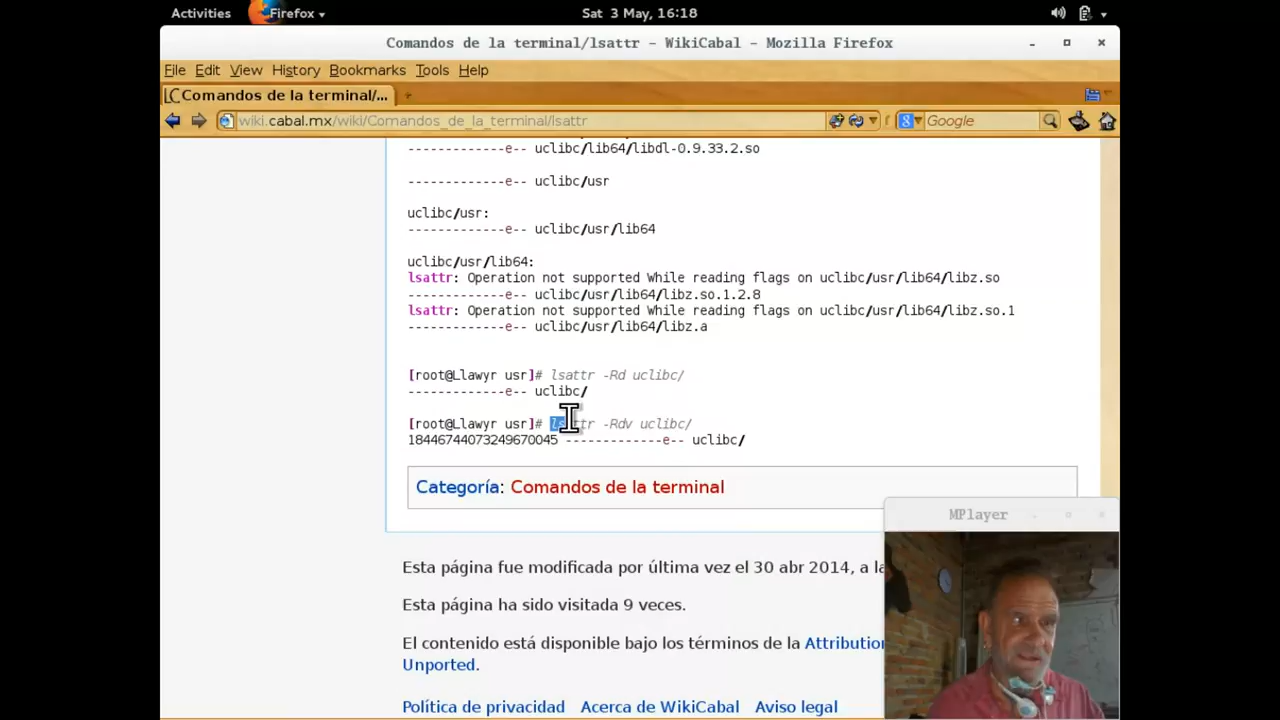 Activities Firefox Sat 3 May, 16:18
Comandos de la terminal/lsattr - WikiCabal - Mozilla Firefox
File Edit View History Bookmarks Tools Help
Comandos de la terminal/...
wiki.cabal.mx/wiki/Comandos_de_la_terminal/lsattr Google
-------------e-- uclibc/lib64/libdl-0.9.33.2.so
-------------e-- uclibc/usr
uclibc/usr:
-------------e-- uclibc/usr/lib64
uclibc/usr/lib64:
lsattr: Operation not supported While reading flags on uclibc/usr/lib64/libz.so
-------------e-- uclibc/usr/lib64/libz.so.1.2.8
lsattr: Operation not supported While reading flags on uclibc/usr/lib64/libz.so.1
-------------e-- uclibc/usr/lib64/libz.a
[root@Llawyr usr]# lsattr -Rd uclibc/
-------------e-- uclibc/
[root@Llawyr usr]# lsattr -Rdv uclibc/
18446744073249670045 -------------e-- uclibc/
Categoría: Comandos de la terminal
MPlayer
Esta página fue modificada por última vez el 30 abr 2014, a la
Esta página ha sido visitada 9 veces.
El contenido está disponible bajo los términos de la Attribution
Unported.
Política de privacidad Acerca de WikiCabal Aviso legal